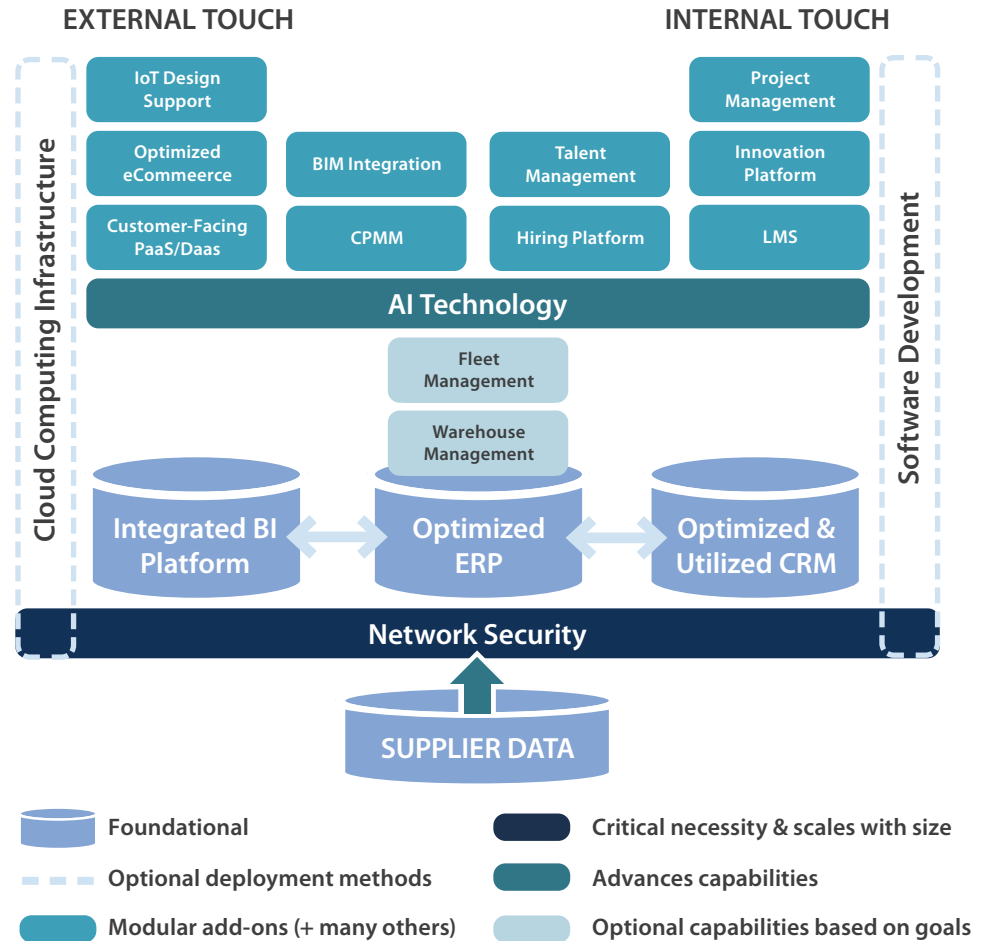 EXTERNAL TOUCH
INTERNAL TOUCH
Cloud Computing Infrastructure
IoT Design
Support
Project
Management
Optimized
eCommeerce
BIM Integration
Talent
Management
Innovation
Platform
Customer-Facing
PaaS/Daas
CPMM
Hiring Platform
LMS
Software Development
AI Technology
Fleet
Management
Warehouse
Management
Integrated BI
Platform
Optimized
ERP
Optimized &
Utilized CRM
Network Security
SUPPLIER DATA
Foundational
Critical necessity & scales with size
Optional deployment methods
Advances capabilities
Modular add-ons (+ many others)
Optional capabilities based on goals